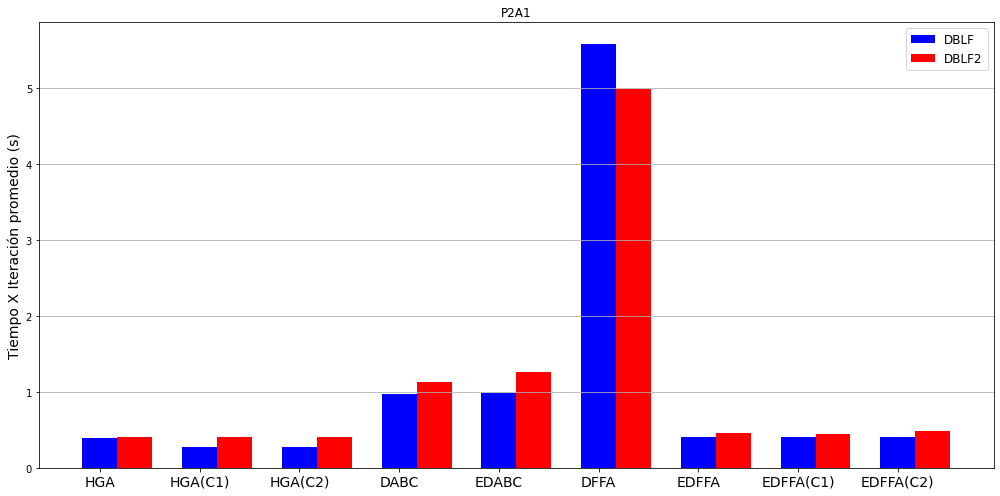 P2A1
DBLF
DBLF2
Tiempo X Iteración promedio (s)
5
4
3
2
1
0
HGA HGA(C1) HGA(C2) DABC EDABC DFFA EDFFA EDFFA(C1) EDFFA(C2)